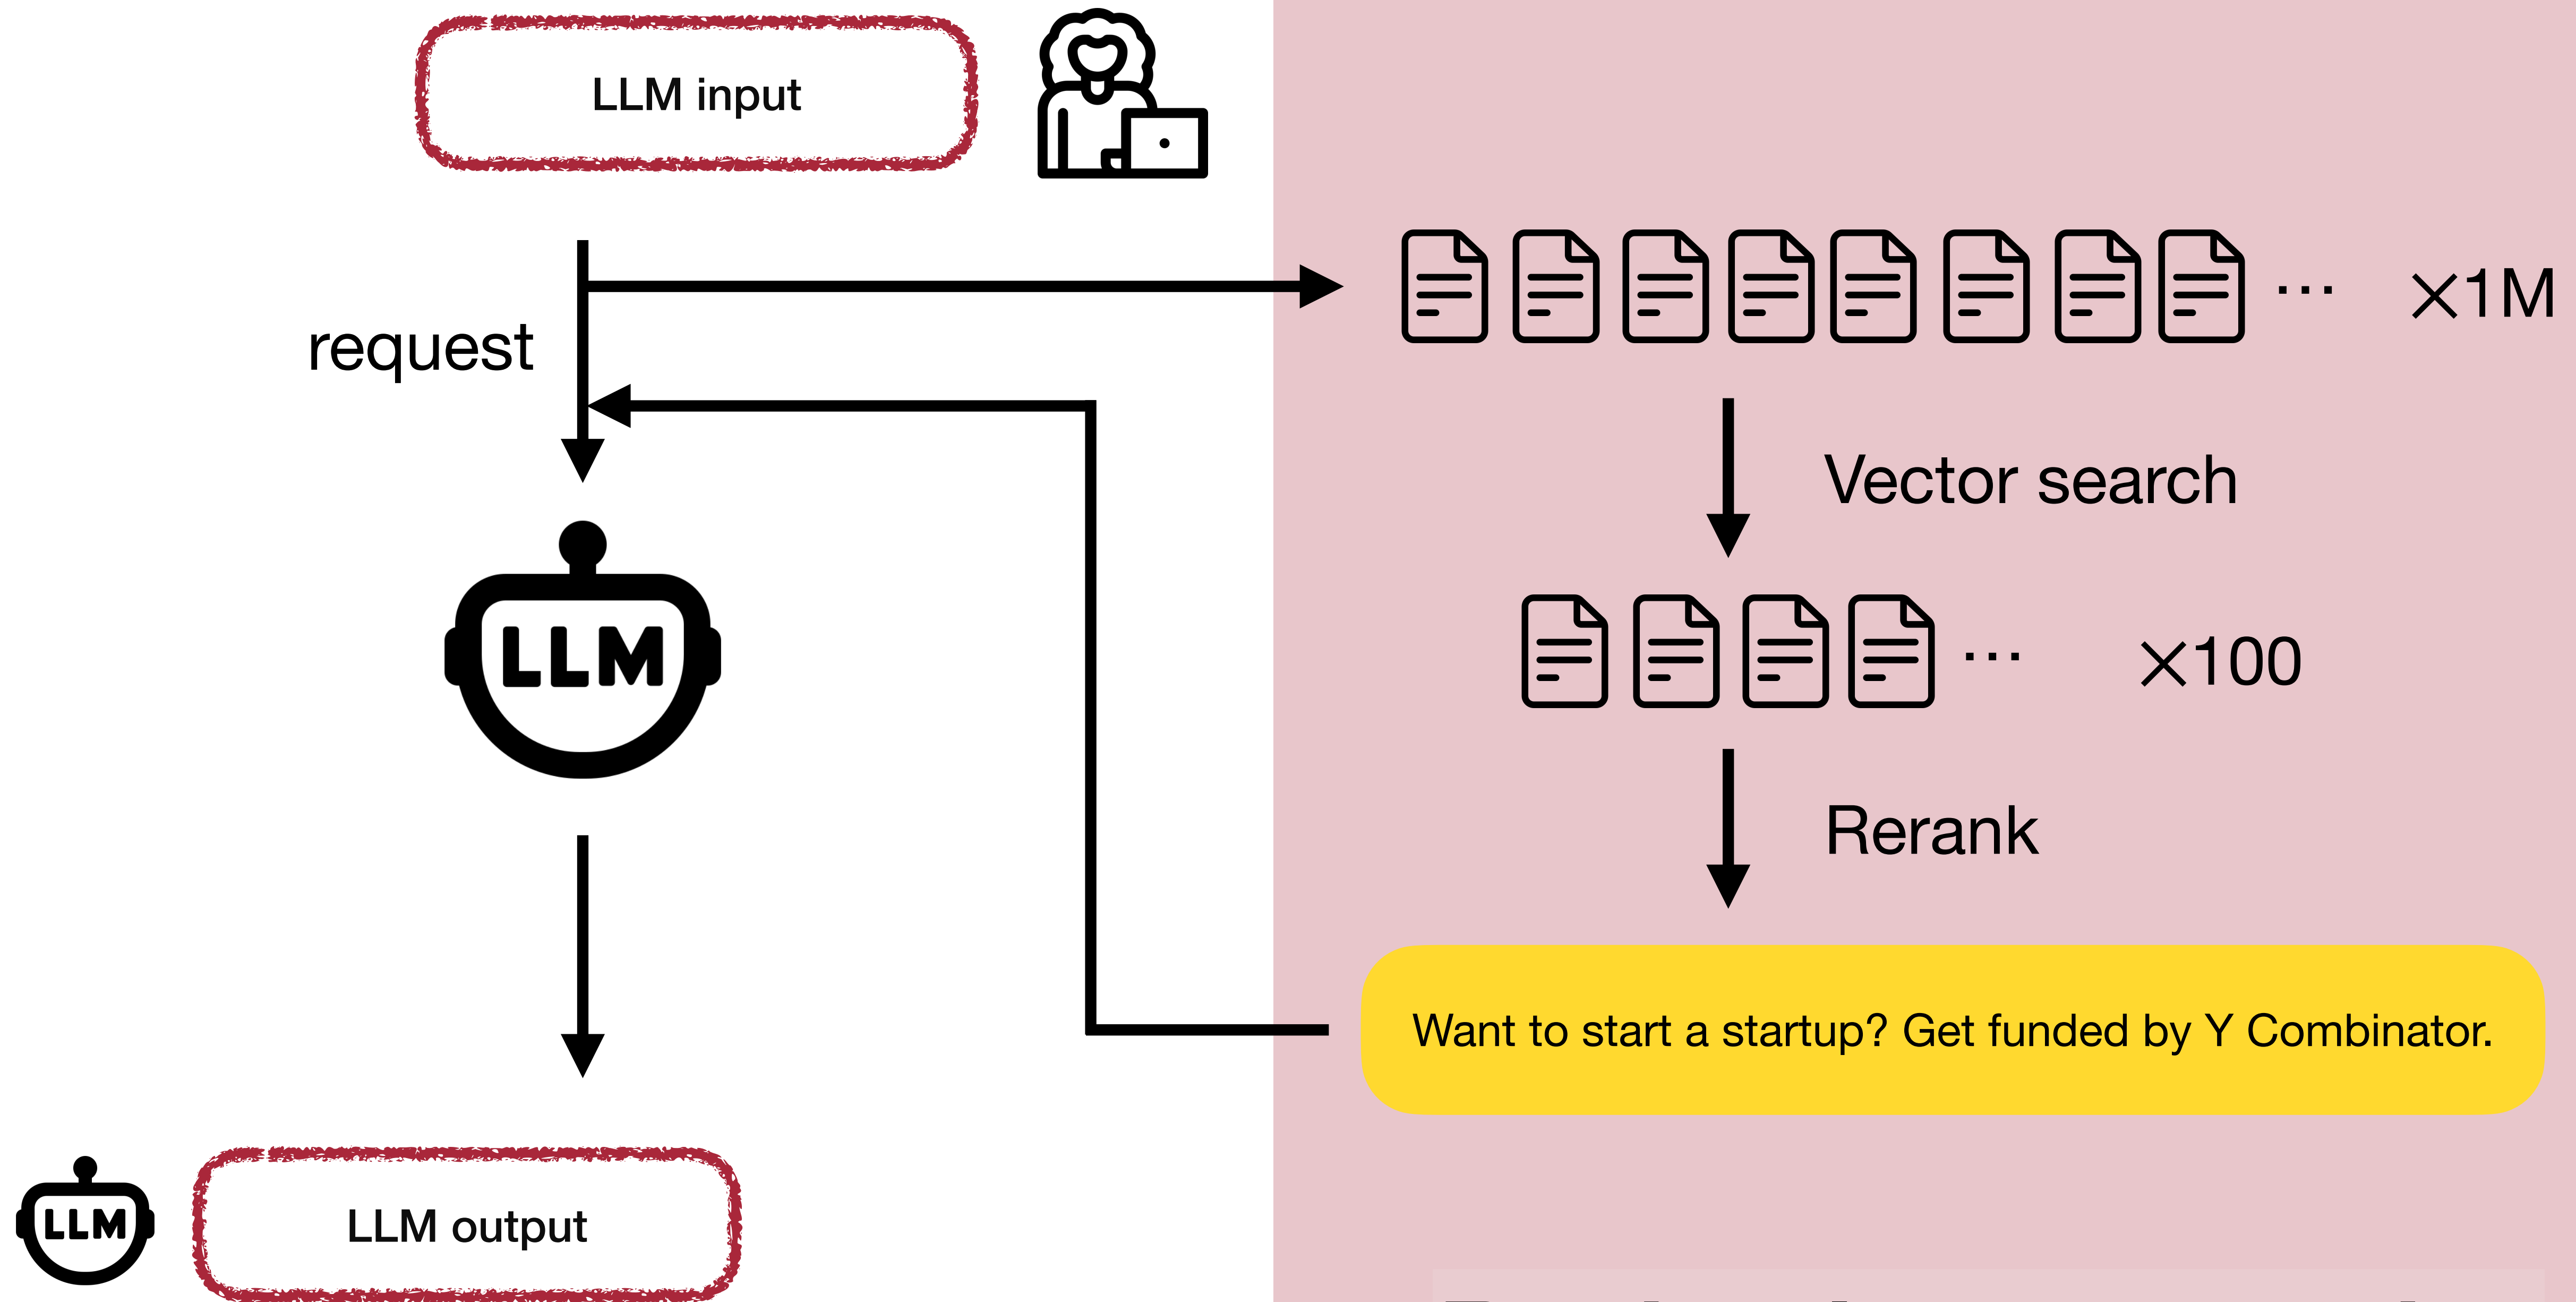 LLM input
request
LLM
LLM
LLM output
... ×1M
Vector search
... ×100
Rerank
Want to start a startup? Get funded by Y Combinator.